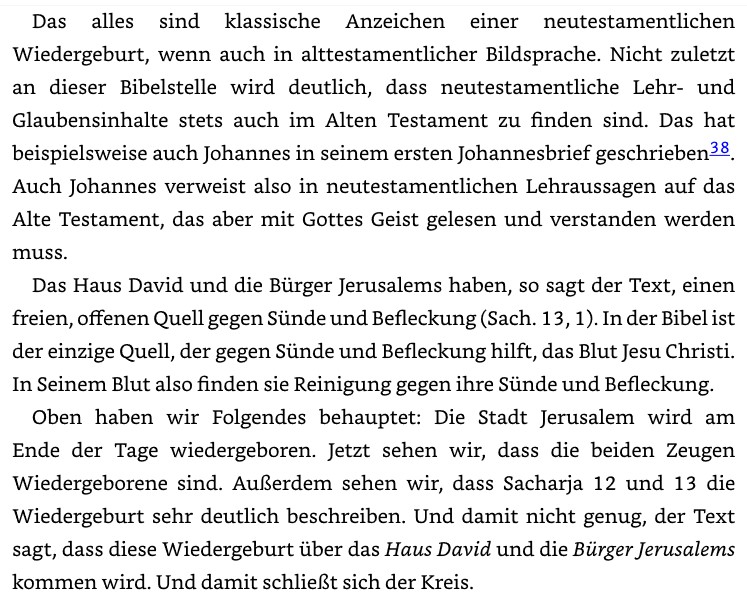 Das alles sind klassische Anzeichen einer neutestamentlichen
Wiedergeburt, wenn auch in alttestamentlicher Bildsprache. Nicht zuletzt
an dieser Bibelstelle wird deutlich, dass neutestamentliche Lehr- und
Glaubensinhalte stets auch im Alten Testament zu finden sind. Das hat
beispielsweise auch Johannes in seinem ersten Johannesbrief geschrieben38.
Auch Johannes verweist also in neutestamentlichen Lehraussagen auf das
Alte Testament, das aber mit Gottes Geist gelesen und verstanden werden
muss.
Das Haus David und die Bürger Jerusalems haben, so sagt der Text, einen
freien, offenen Quell gegen Sünde und Befleckung (Sach. 13, 1). In der Bibel ist
der einzige Quell, der gegen Sünde und Befleckung hilft, das Blut Jesu Christi.
In Seinem Blut also finden sie Reinigung gegen ihre Sünde und Befleckung.
Oben haben wir Folgendes behauptet: Die Stadt Jerusalem wird am
Ende der Tage wiedergeboren. Jetzt sehen wir, dass die beiden Zeugen
Wiedergeborene sind. Außerdem sehen wir, dass Sacharja 12 und 13 die
Wiedergeburt sehr deutlich beschreiben. Und damit nicht genug, der Text
sagt, dass diese Wiedergeburt über das Haus David und die Bürger Jerusalems
kommen wird. Und damit schließt sich der Kreis.